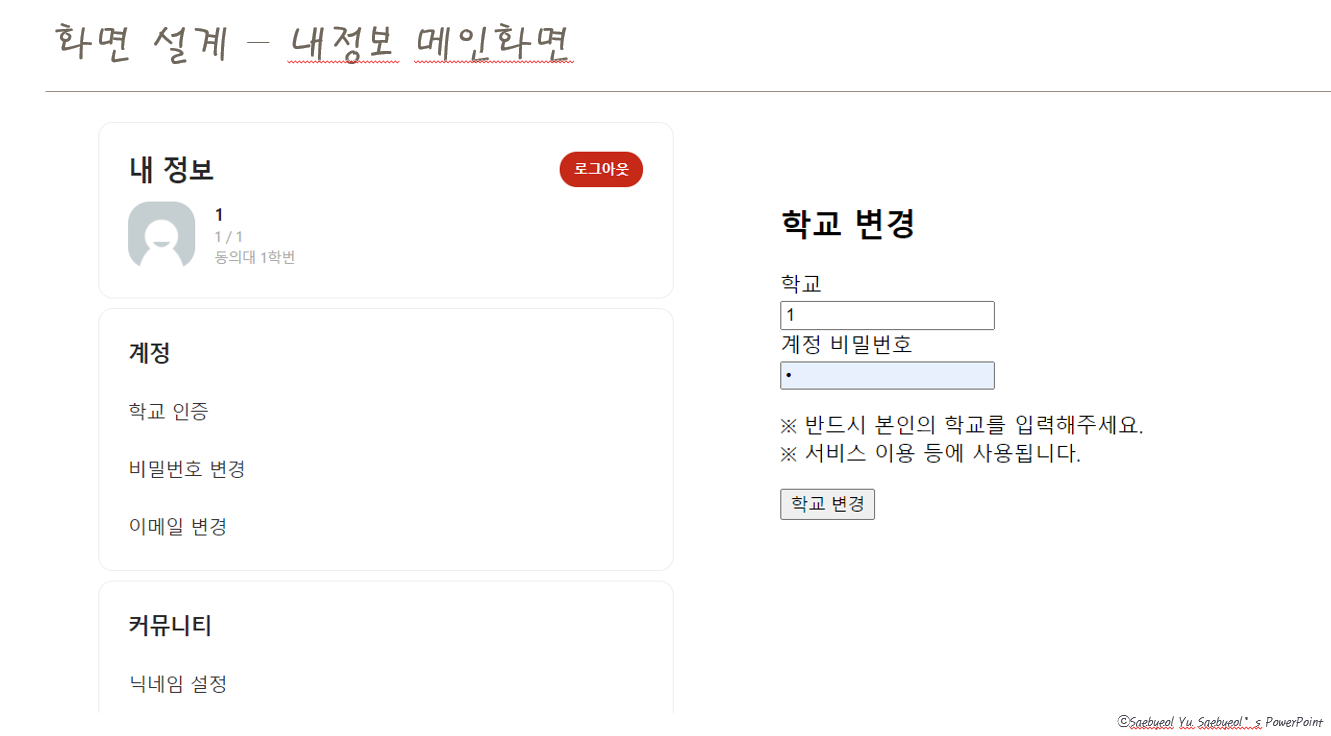 화면 설계 – 내정보 메인화면
내 정보
로그아웃
1
1 / 1
동의대 1학번
계정
학교 인증
비밀번호 변경
이메일 변경
커뮤니티
닉네임 설정
학교 변경
학교
1
계정 비밀번호
•
※ 반드시 본인의 학교를 입력해주세요.
※ 서비스 이용 등에 사용됩니다.
학교 변경
ⓒSaebyeol Yu. Saebyeol’s PowerPoint